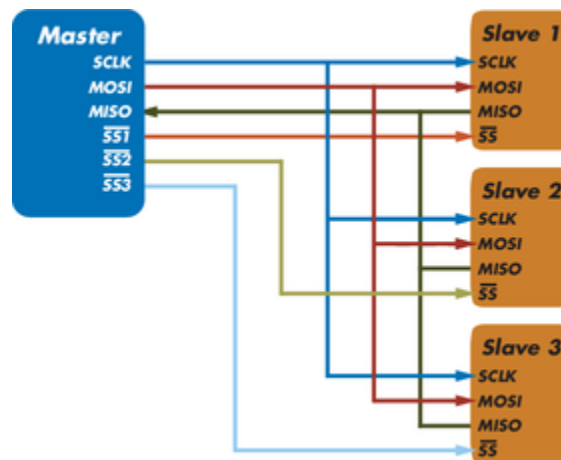 Master
SCLK
MOSI
MISO
SS1
SS2
SS3
Slave 1
SCLK
MOSI
MISO
SS
Slave 2
SCLK
MOSI
MISO
SS
Slave 3
SCLK
MOSI
MISO
SS